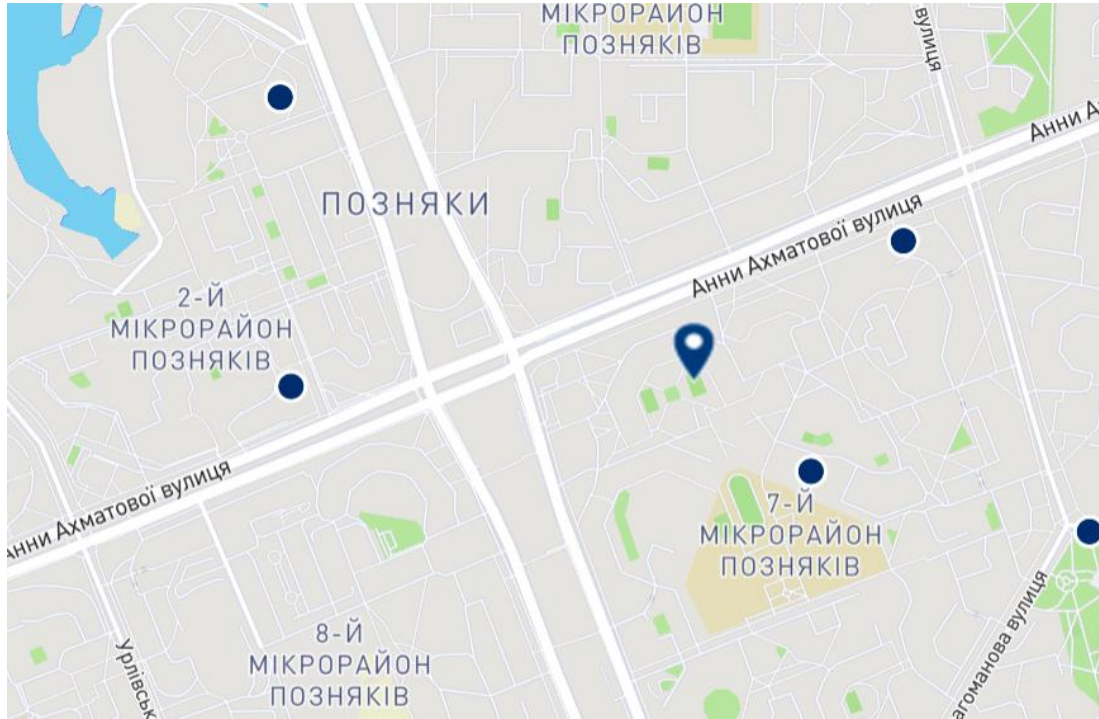 МІКРОРАЙОН
ПОЗНЯКІВ
вулиця
Анни А
ПОЗНЯКИ
Анни Ахматової вулиця
2-Й
МІКРОРАЙОН
ПОЗНЯКІВ
Анни Ахматової вулиця
7-Й
МІКРОРАЙОН
ПОЗНЯКІВ
8-Й
МІКРОРАЙОН
ПОЗНЯКІВ
Урлівськ
агоманова вулиця